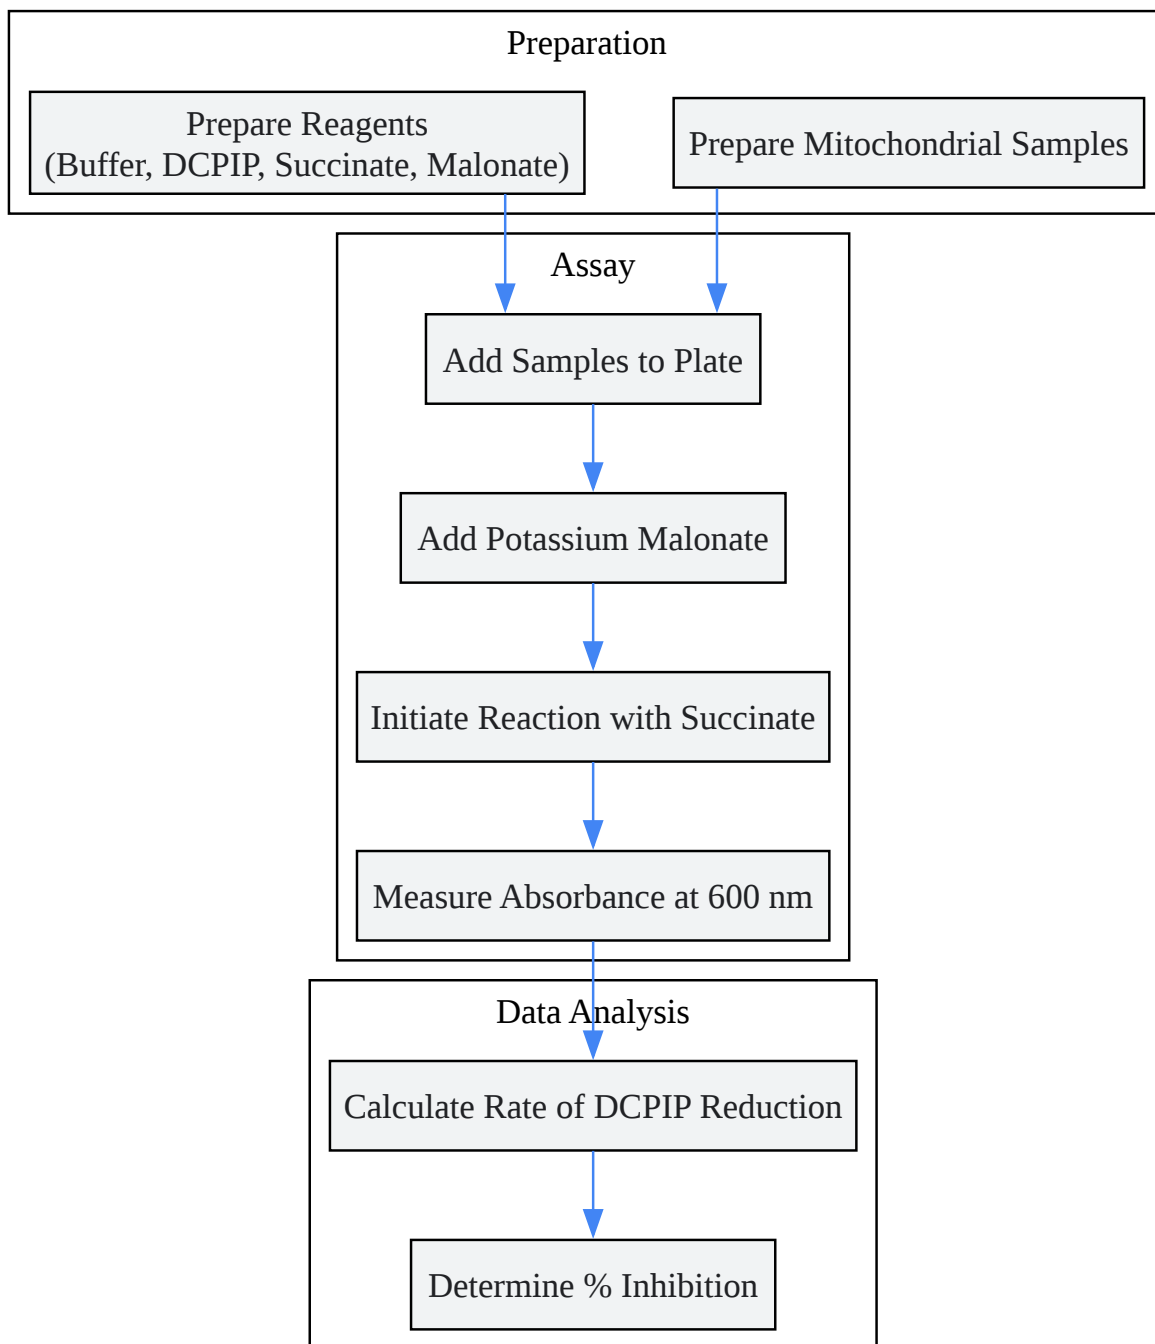 Preparation
Prepare Reagents
(Buffer, DCPIP, Succinate, Malonate)
Prepare Mitochondrial Samples
Assay
Add Samples to Plate
Add Potassium Malonate
Initiate Reaction with Succinate
Measure Absorbance at 600 nm
Data Analysis
Calculate Rate of DCPIP Reduction
Determine % Inhibition